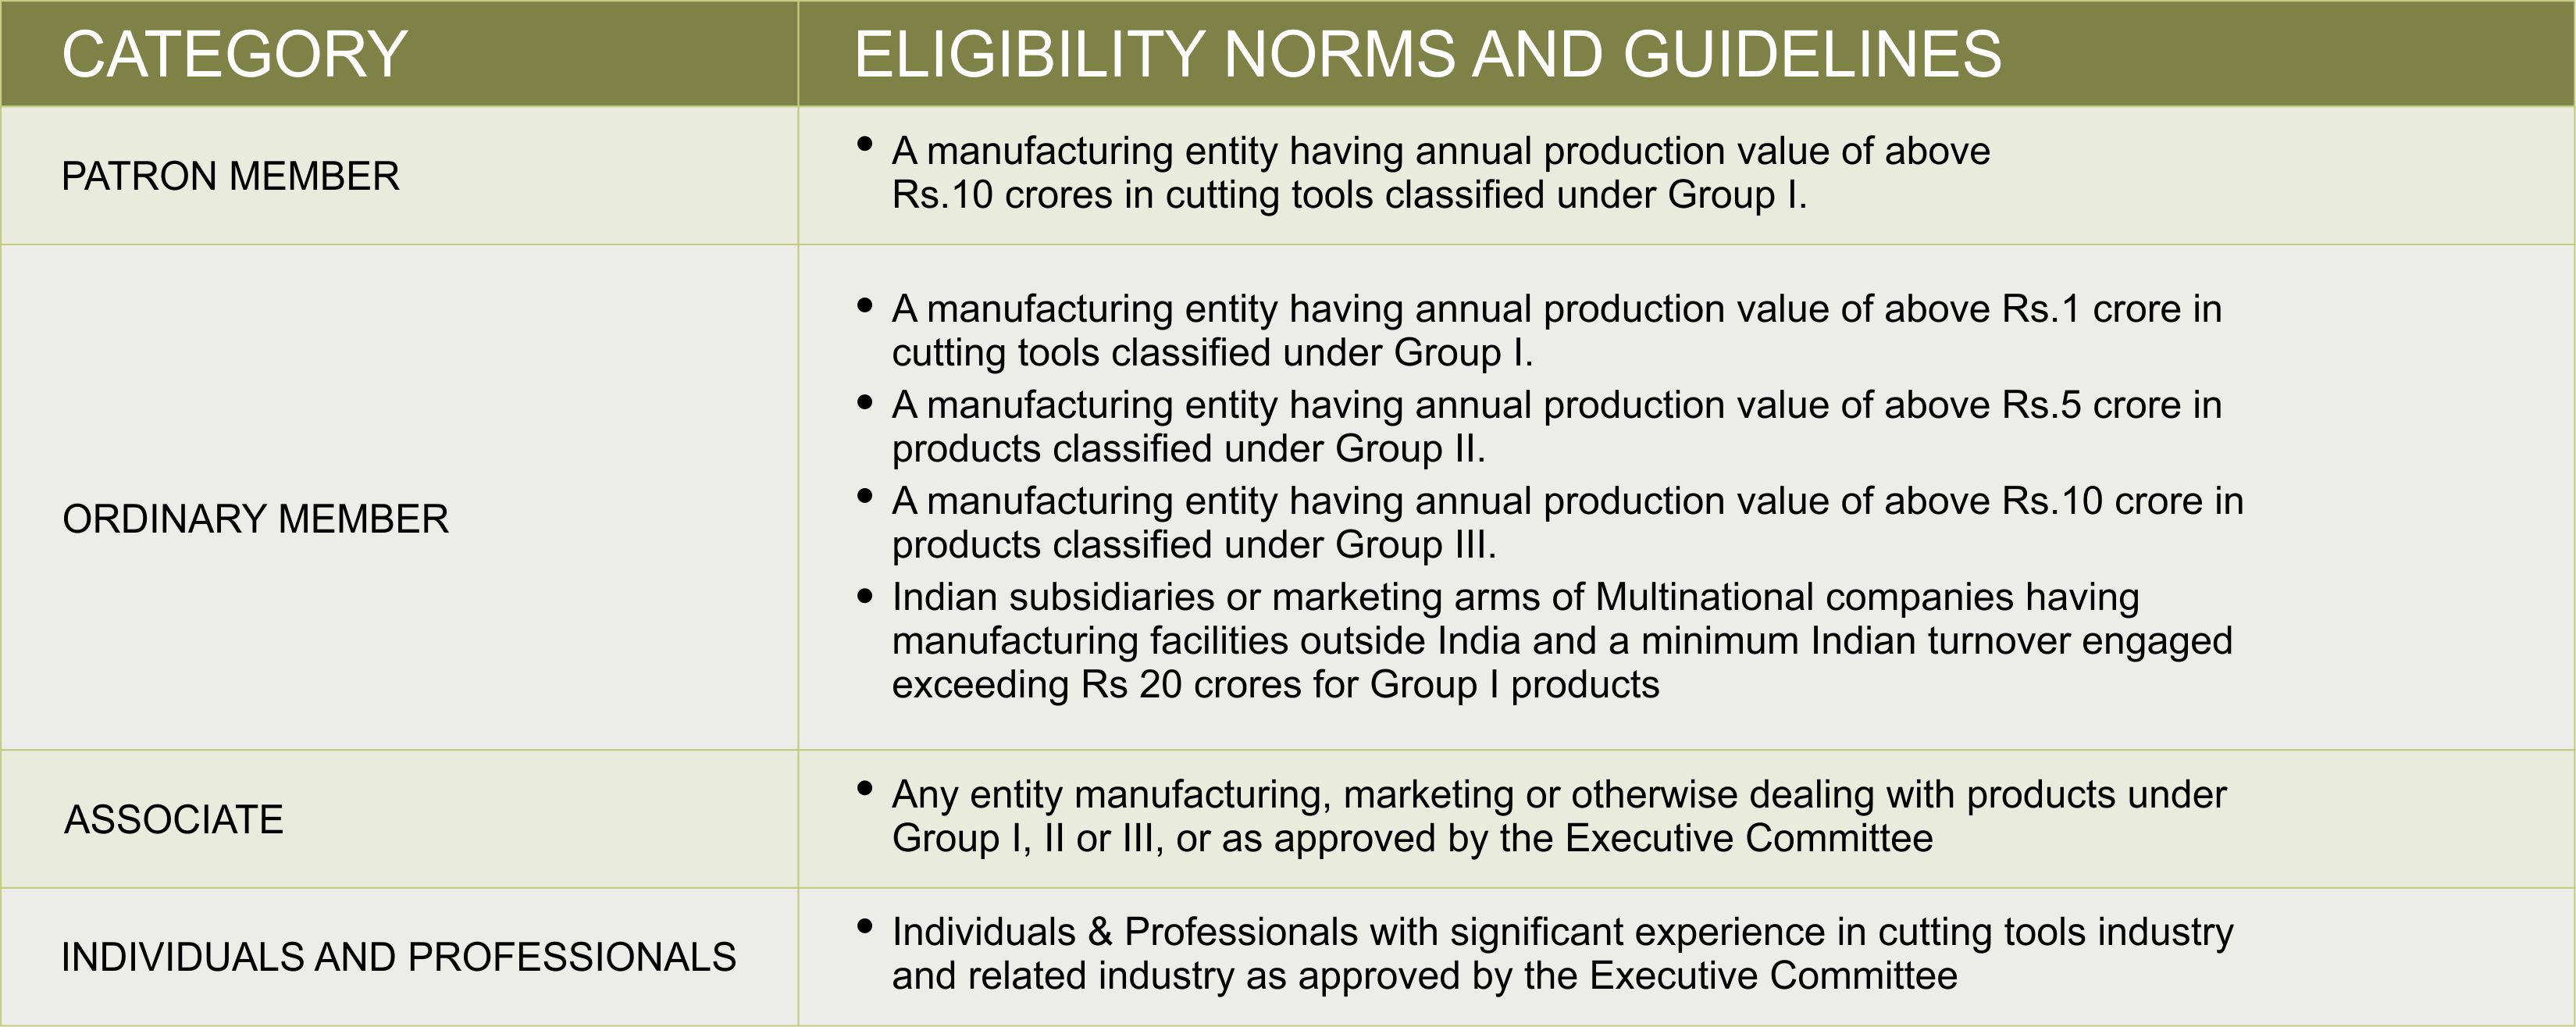 CATEGORY
ELIGIBILITY NORMS AND GUIDELINES
PATRON MEMBER
• A manufacturing entity having annual production value of above
Rs.10 crores in cutting tools classified under Group I.
ORDINARY MEMBER
• A manufacturing entity having annual production value of above Rs.1 crore in
cutting tools classified under Group I.
• A manufacturing entity having annual production value of above Rs.5 crore in
products classified under Group II.
• A manufacturing entity having annual production value of above Rs.10 crore in
products classified under Group III.
• Indian subsidiaries or marketing arms of Multinational companies having
manufacturing facilities outside India and a minimum Indian turnover engaged
exceeding Rs 20 crores for Group I products
ASSOCIATE
• Any entity manufacturing, marketing or otherwise dealing with products under
Group I, II or III, or as approved by the Executive Committee
INDIVIDUALS AND PROFESSIONALS
• Individuals & Professionals with significant experience in cutting tools industry
and related industry as approved by the Executive Committee